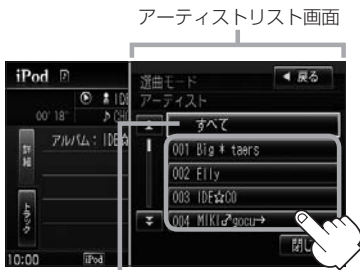 アーティストリスト画面
iPod
選曲モード
◀ 戻る
アーティスト
IDE
00'18"
CH
すべて
アルバム：IDE☆
詳細
001 Big * taers
002 Elly
003 IDE☆CO
トラック
004 MIKI♂gocu→
閉じ
10:00
iPod